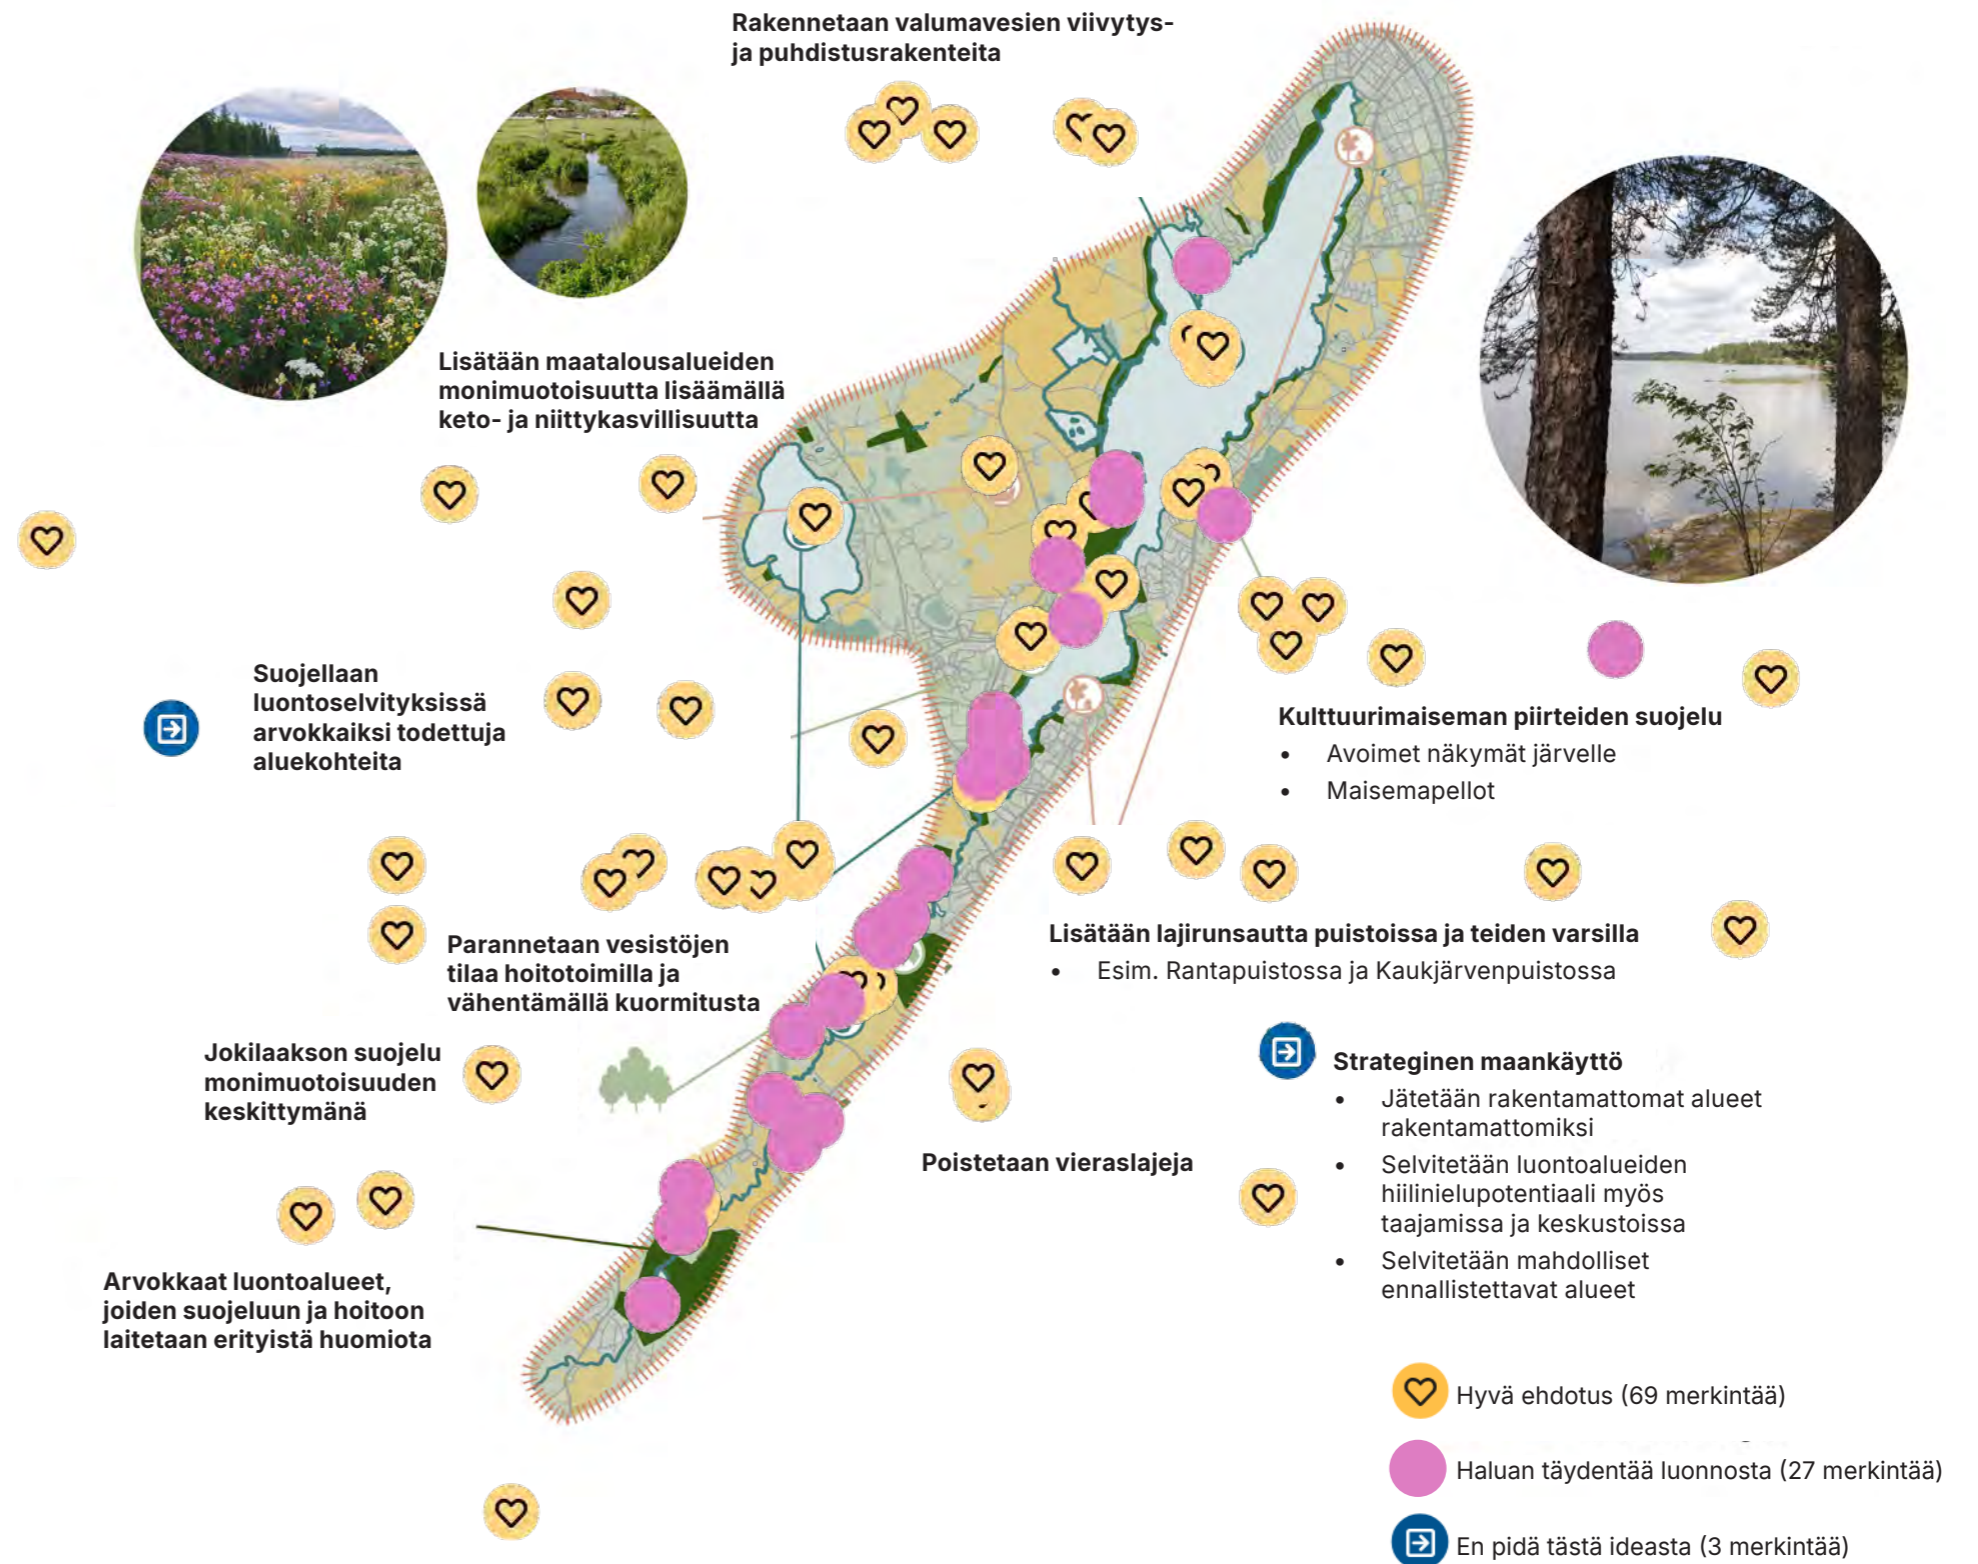 Rakennetaan valumavesien viivytys-
ja puhdistusrakenteita
Lisätään maatalousalueiden
monimuotoisuutta lisäämällä
keto- ja niittykasvillisuutta
Suojellaan
luontoselvityksissä
arvokkaiksi todettuja
aluekohteita
Kulttuurimaiseman piirteiden suojelu
• Avoimet näkymät järvelle
• Maisemapellot
Parannetaan vesistöjen
tilaa hoitotoimilla ja
vähentämällä kuormitusta
Lisätään lajirunsautta puistoissa ja teiden varsilla
• Esim. Rantapuistossa ja Kaukjärvenpuistossa
Jokilaakson suojelu
monimuotoisuuden
keskittymänä
Strateginen maankäyttö
• Jätetään rakentamattomat alueet
rakentamattomiksi
• Selvitetään luontoalueiden
hiilinielupotentiaali myös
taajamissa ja keskustoissa
• Selvitetään mahdolliset
ennallistettavat alueet
Poistetaan vieraslajeja
Arvokkaat luontoalueet,
joiden suojeluun ja hoitoon
laitetaan erityistä huomiota
Hyvä ehdotus (69 merkintää)
Haluan täydentää luonnosta (27 merkintää)
En pidä tästä ideasta (3 merkintää)